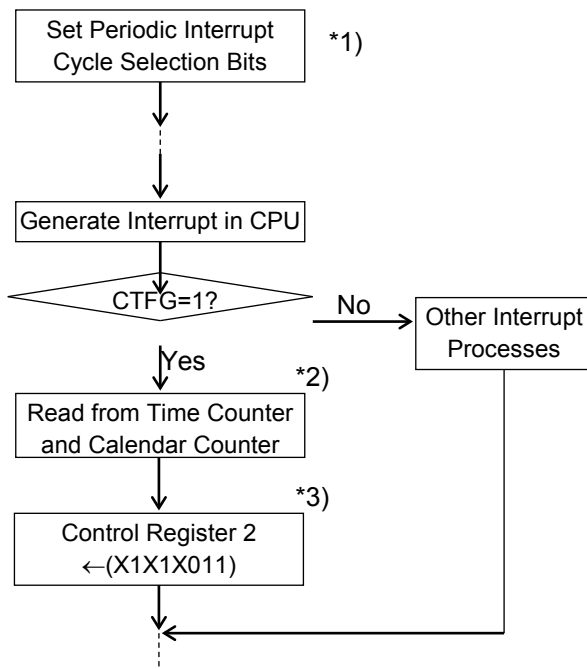 Set Periodic Interrupt
Cycle Selection Bits
*1)
Generate Interrupt in CPU
CTFG=1?
No
Other Interrupt
Processes
Yes
*2)
Read from Time Counter
and Calendar Counter
*3)
Control Register 2
←(X1X1X011)